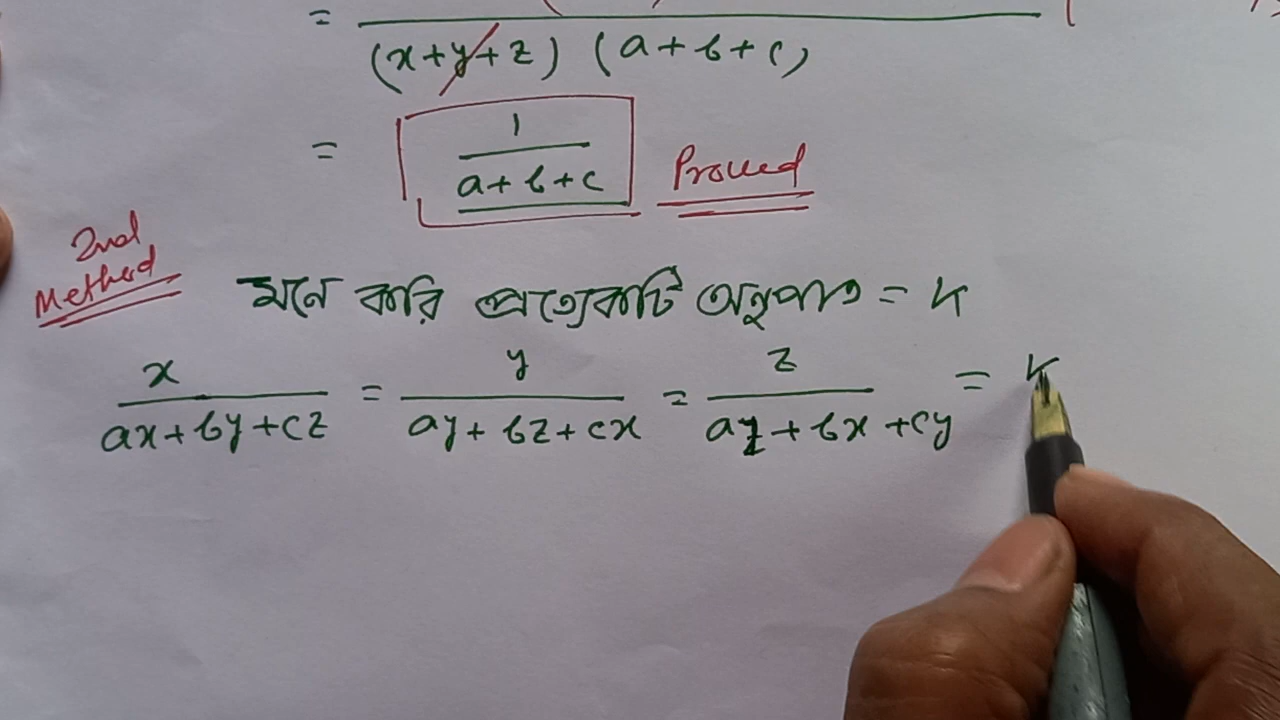 =
(x+y+z) (a+b+c)
= 1/(a+b+c) Proved
2nd Method
মনে করি প্রত্যেকটি অনুপাত = K
x/(ax+by+cz) = y/(ay+bz+cx) = z/(az+bx+cy) = K